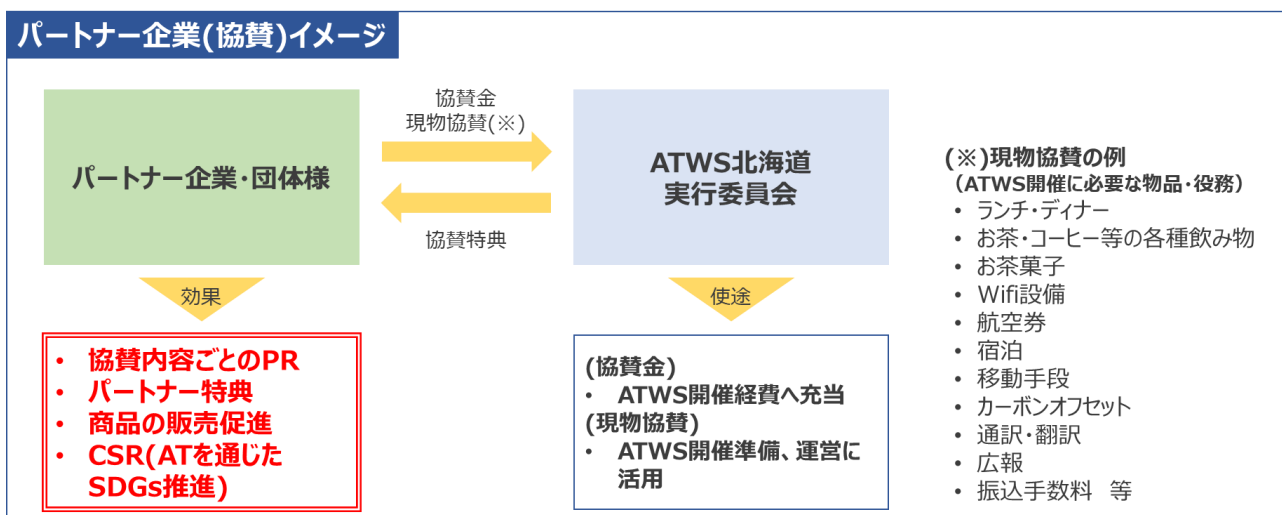 パートナー企業(協賛)イメージ
パートナー企業・団体様
協賛金
現物協賛(※)
協賛特典
ATWS北海道
実行委員会
効果
使途
• 協賛内容ごとのPR
• パートナー特典
• 商品の販売促進
• CSR(ATを通じた
SDGs推進)
(協賛金)
• ATWS開催経費へ充当
(現物協賛)
• ATWS開催準備、運営に
活用
(※)現物協賛の例
（ATWS開催に必要な物品・役務）
• ランチ・ディナー
• お茶・コーヒー等の各種飲み物
• お茶菓子
• Wifi設備
• 航空券
• 宿泊
• 移動手段
• カーボンオフセット
• 通訳・翻訳
• 広報
• 振込手数料　等